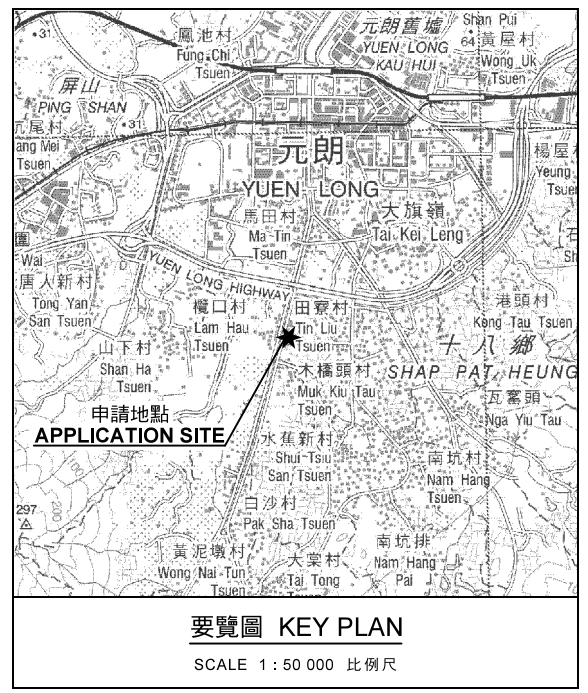 鳳池村
Fung Chi
Tsuen
元朗舊墟
YUEN LONG
KAU HUI
Shan Pui
黃屋村
Wong Uk
Tsuen
31
64
屏山
PING SHAN
31
坑尾村
ang Mei
Tsuen
元朗
YUEN LONG
楊屋村
Yeung
Tsue
馬田村
Ma Tin
Tsuen
大旗嶺
Tai Kei Leng
圍
Wai
YUEN LONG HIGHWAY
唐人新村
Tong Yan
San Tsuen
欖口村
Lam Hau
Tsuen
田寮村
Tin Liu
Tsuen
港頭村
Kong Tau Tsuen
山下村
Shan Ha
Tsuen
十八鄉
SHAP PAT HEUNG
木橋頭村
Muk Kiu Tau
Tsuen
瓦窰頭
Nga Yiu Tau
申請地點
APPLICATION SITE
水蕉新村
Shui Tsiu
San Tsuen
南坑村
Nam Hang
Tsuen
297
200
白沙村
Pak Sha Tsuen
黃泥墩村
Wong Nai Tun
Tsuen
大棠村
Tai Tong
Tsuen
南坑排
Nam Hang
Pai
要覽圖 KEY PLAN
SCALE 1 : 50 000 比例尺